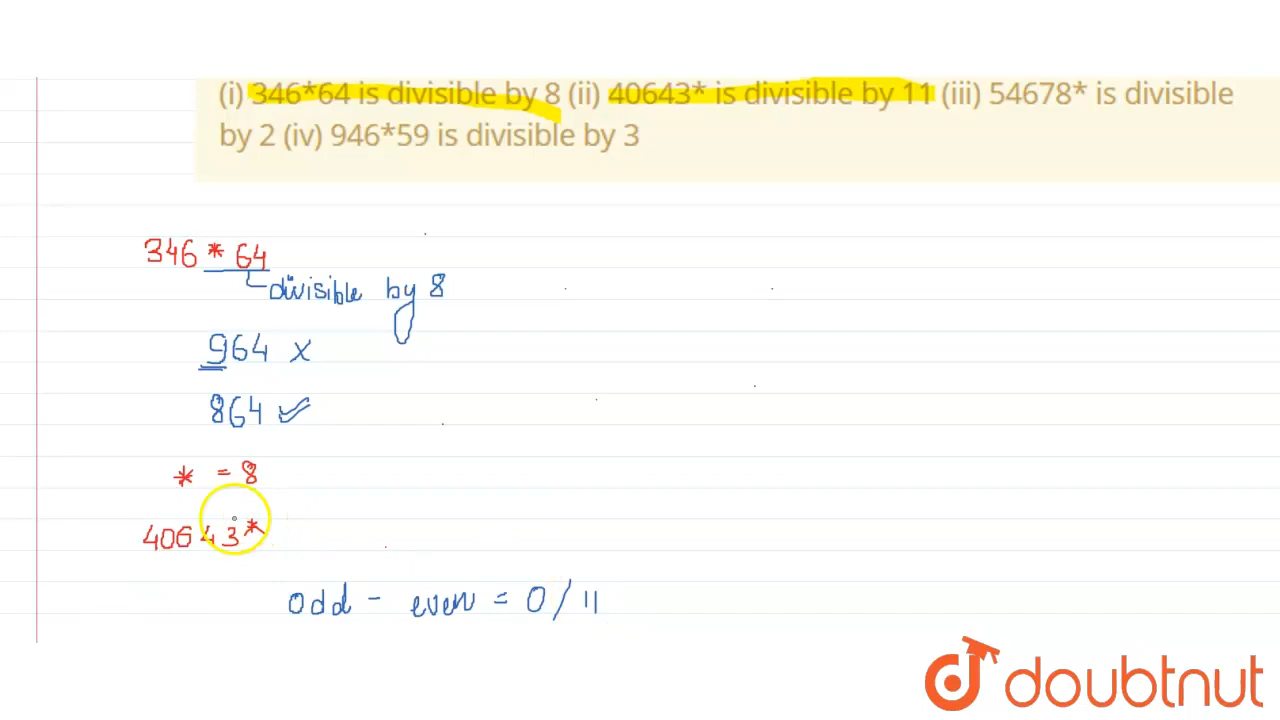 (i) 346*64 is divisible by 8 (ii) 40643* is divisible by 11 (iii) 54678* is divisible
by 2 (iv) 946*59 is divisible by 3
346 * 64
divisible by 8
964 x
864 ✓
* = 8
40643*
odd - even = 0/11
doubtnut